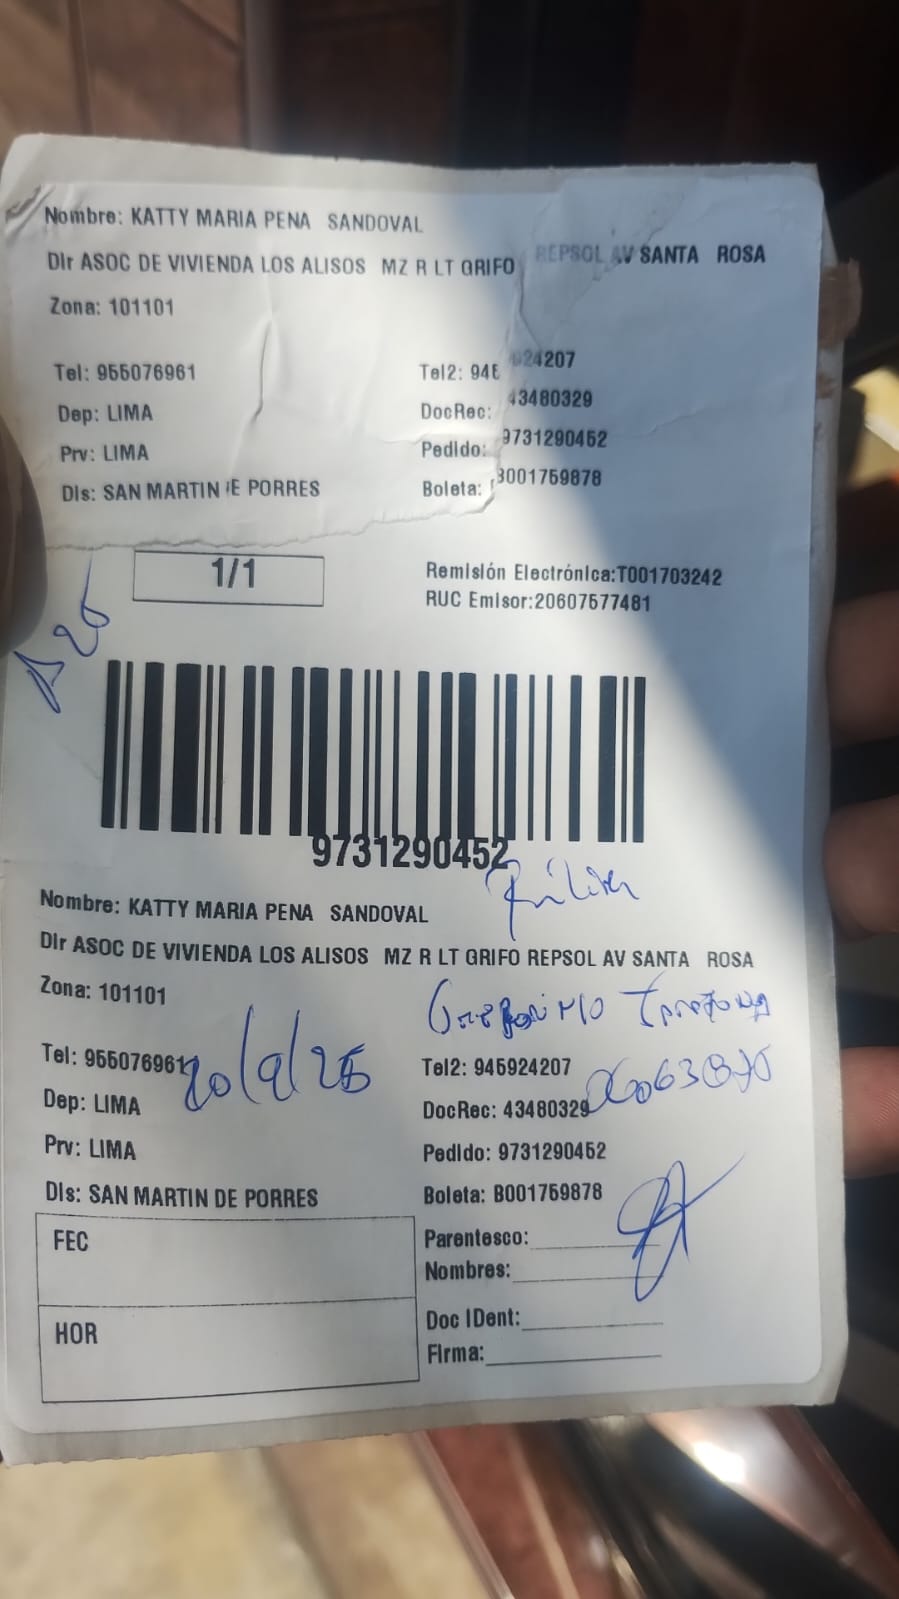 Nombre: KATTY MARIA PENA SANDOVAL
Dir ASOC DE VIVIENDA LOS ALISOS MZ R LT GRIFO REPSOL AV SANTA ROSA
Zona: 101101
Tel: 955076961 Tel2: 945 924207
Dep: LIMA DocRec: 43480329
Prv: LIMA Pedido: 9731290452
Dis: SAN MARTIN DE PORRES Boleta: B001759878
1/1
Remisión Electrónica:T001703242
RUC Emisor:20607577481
9731290452
Nombre: KATTY MARIA PENA SANDOVAL
Dir ASOC DE VIVIENDA LOS ALISOS MZ R LT GRIFO REPSOL AV SANTA ROSA
Zona: 101101
Tel: 955076961 Tel2: 945924207
20/9/25
Dep: LIMA DocRec: 43480329
Prv: LIMA Pedido: 9731290452
Dis: SAN MARTIN DE PORRES Boleta: B001759878
FEC Parentesco:
Nombres:
HOR Doc IDent:
Firma: